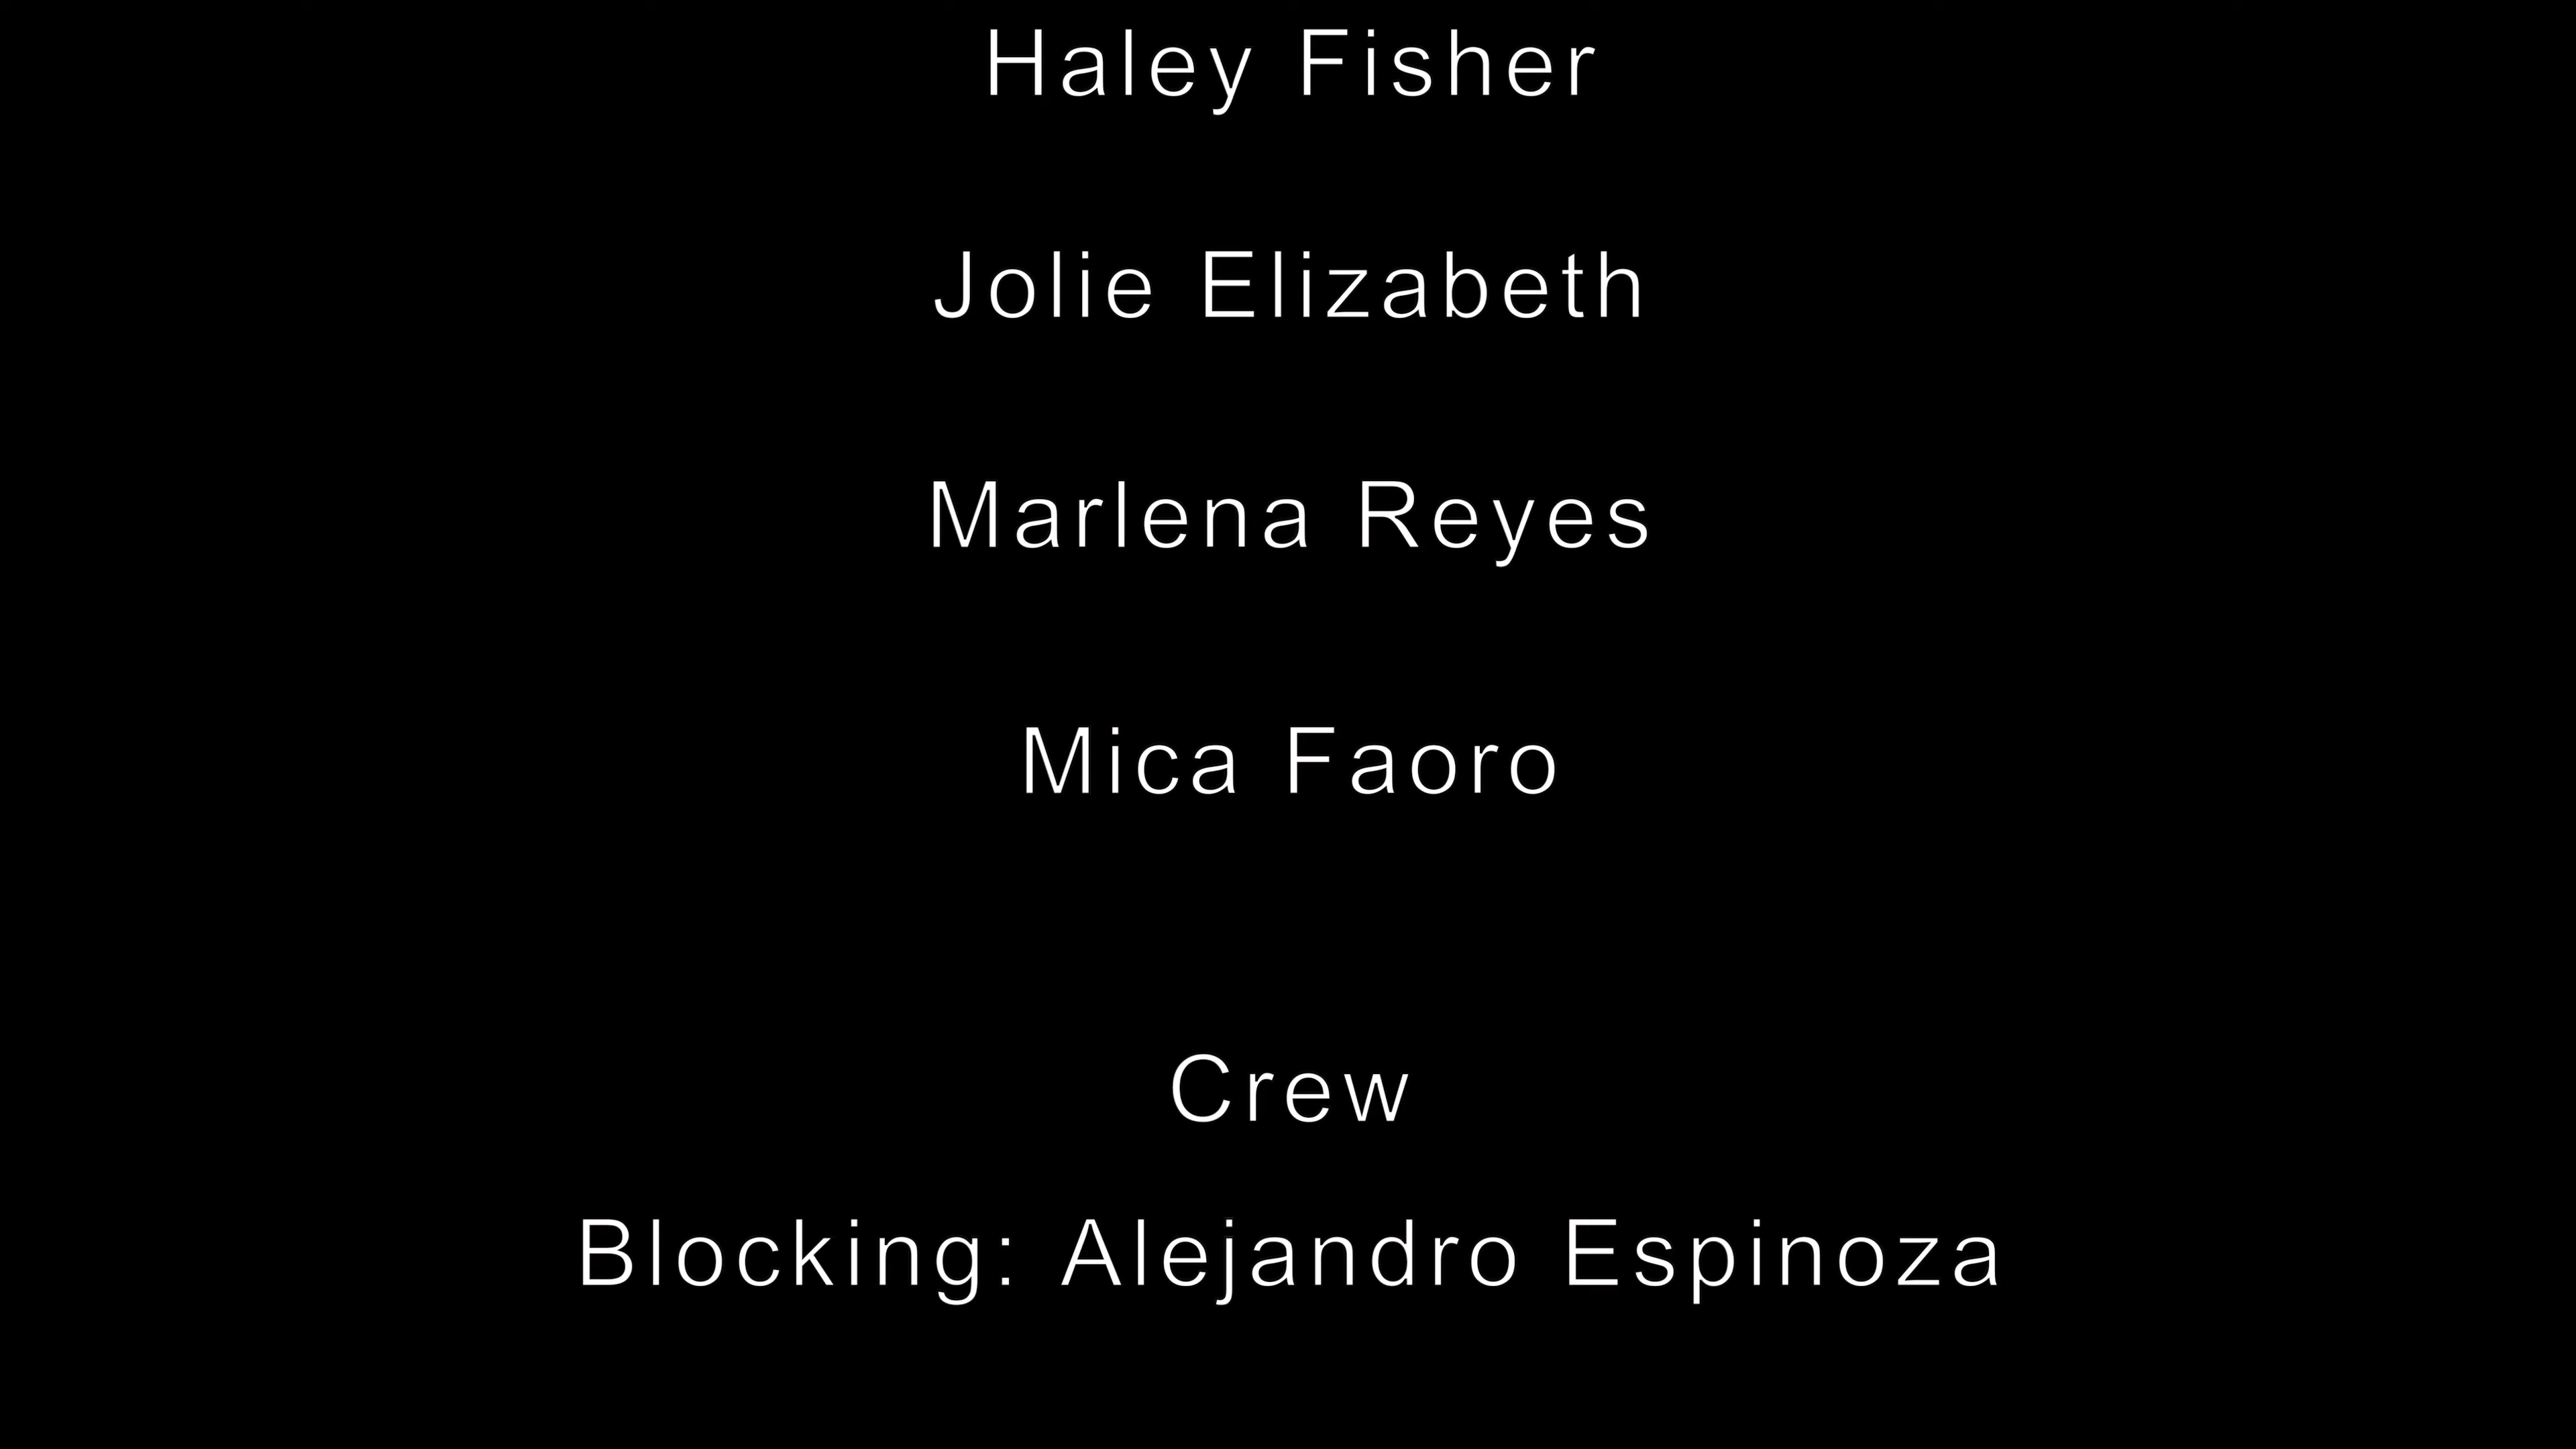 Haley Fisher
Jolie Elizabeth
Marlena Reyes
Mica Faoro
Crew
Blocking: Alejandro Espinoza